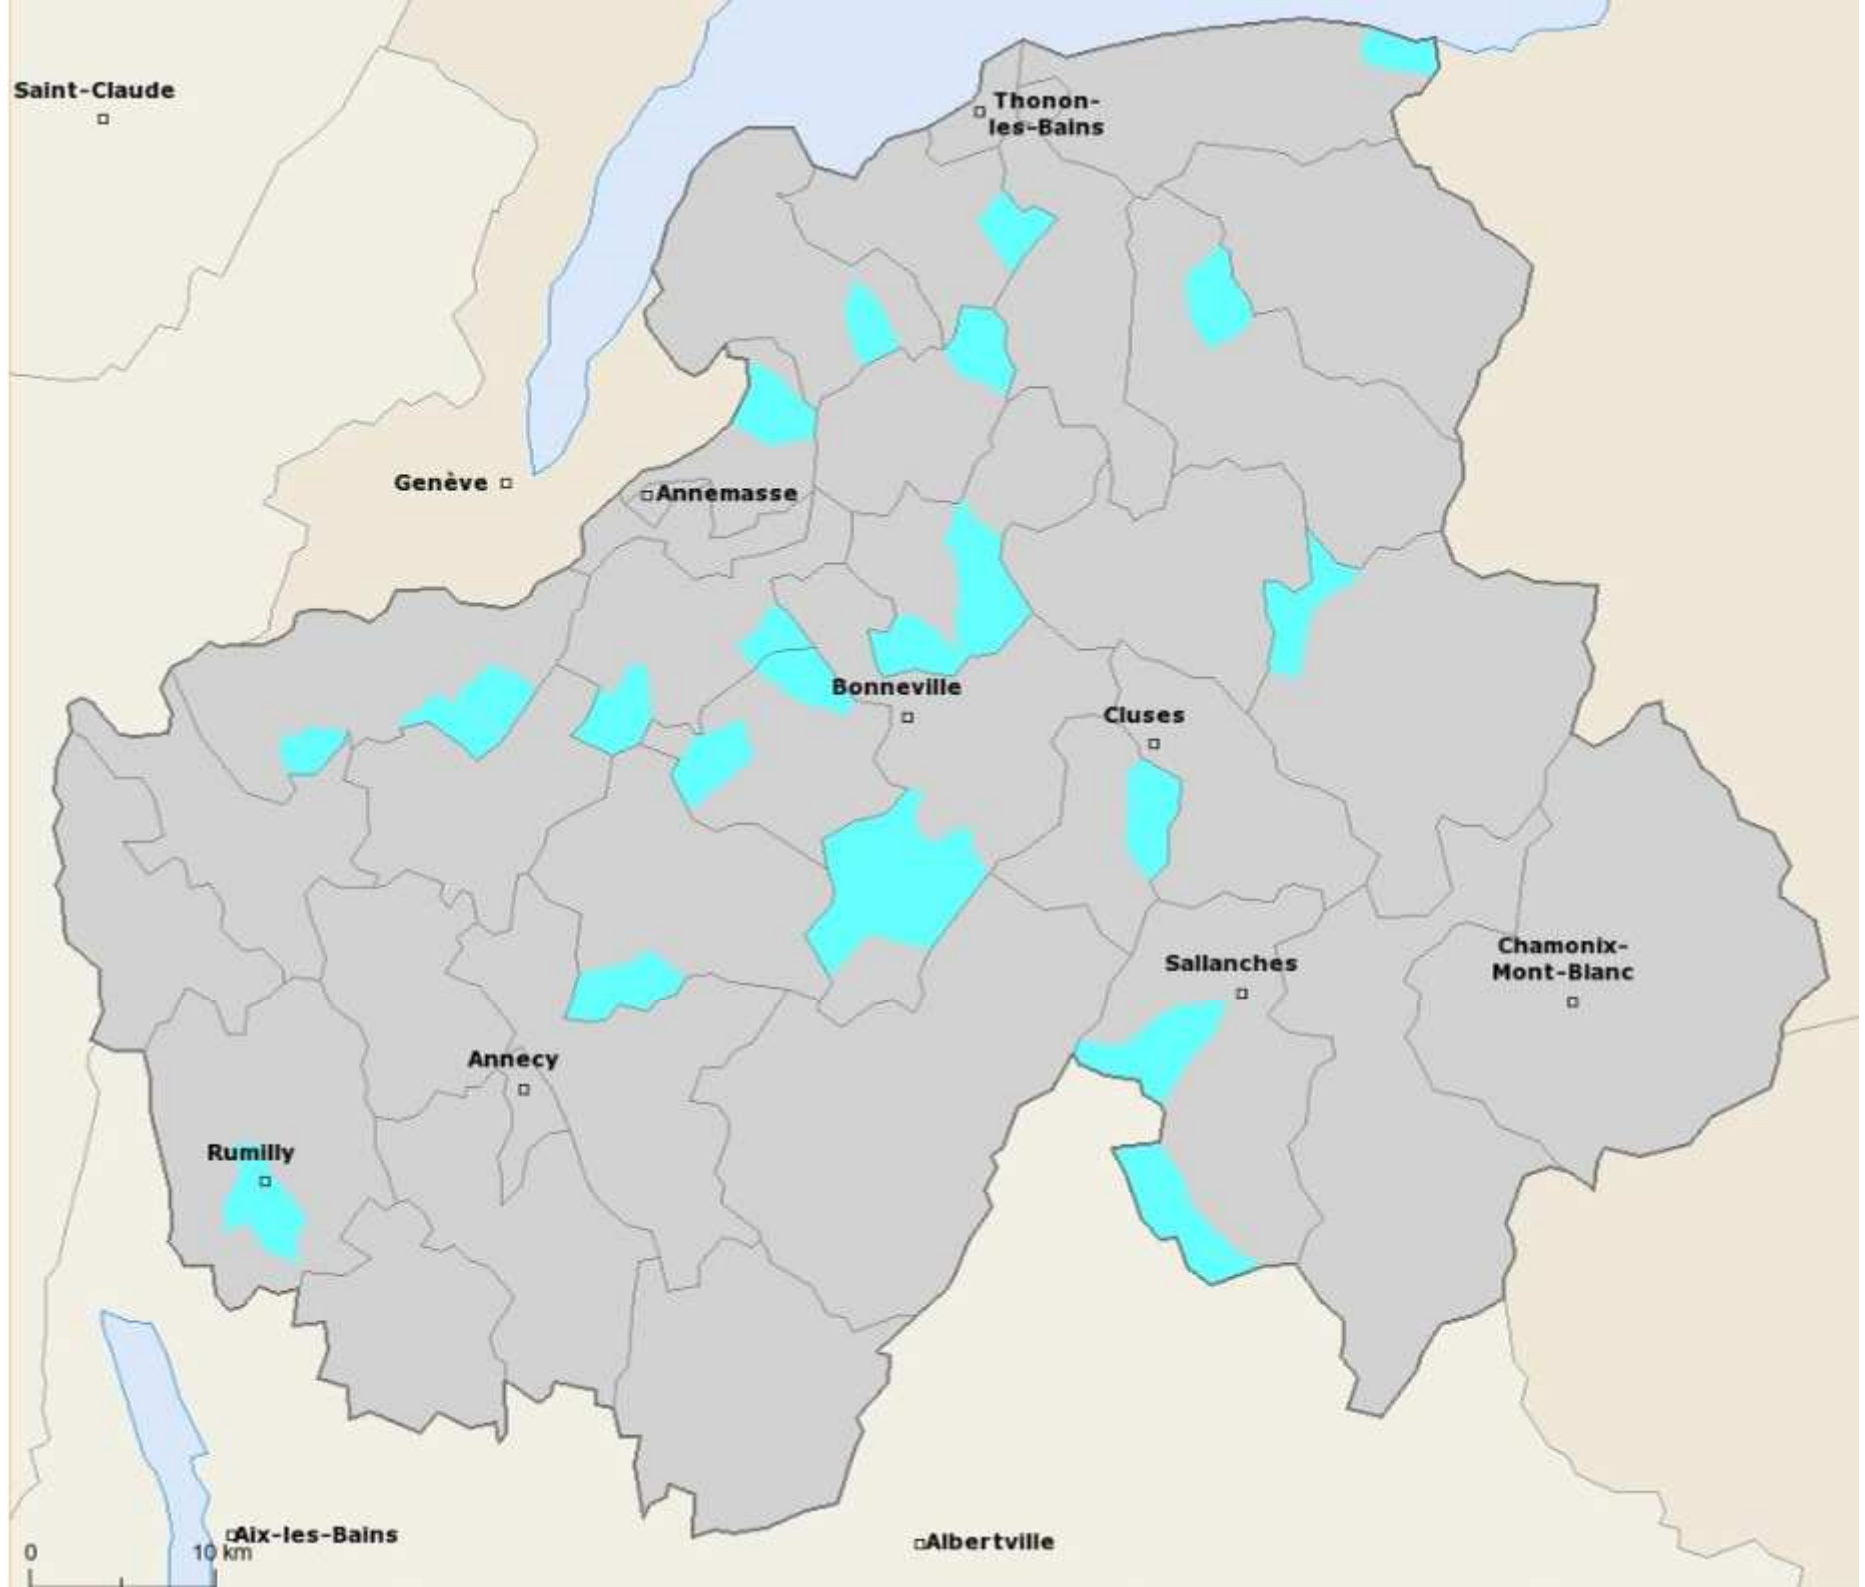 Saint-Claude
Thonon-
les-Bains
Genève
Annemasse
Bonneville
Cluses
Sallanches
Chamonix-
Mont-Blanc
Annecy
Rumilly
Aix-les-Bains
Albertville
0
10 km